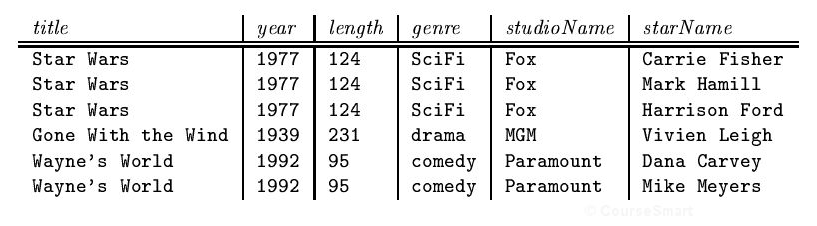 title year length genre studioName starName
Star Wars 1977 124 SciFi Fox Carrie Fisher
Star Wars 1977 124 SciFi Fox Mark Hamill
Star Wars 1977 124 SciFi Fox Harrison Ford
Gone With the Wind 1939 231 drama MGM Vivien Leigh
Wayne's World 1992 95 comedy Paramount Dana Carvey
Wayne's World 1992 95 comedy Paramount Mike Meyers
© CourseSmart